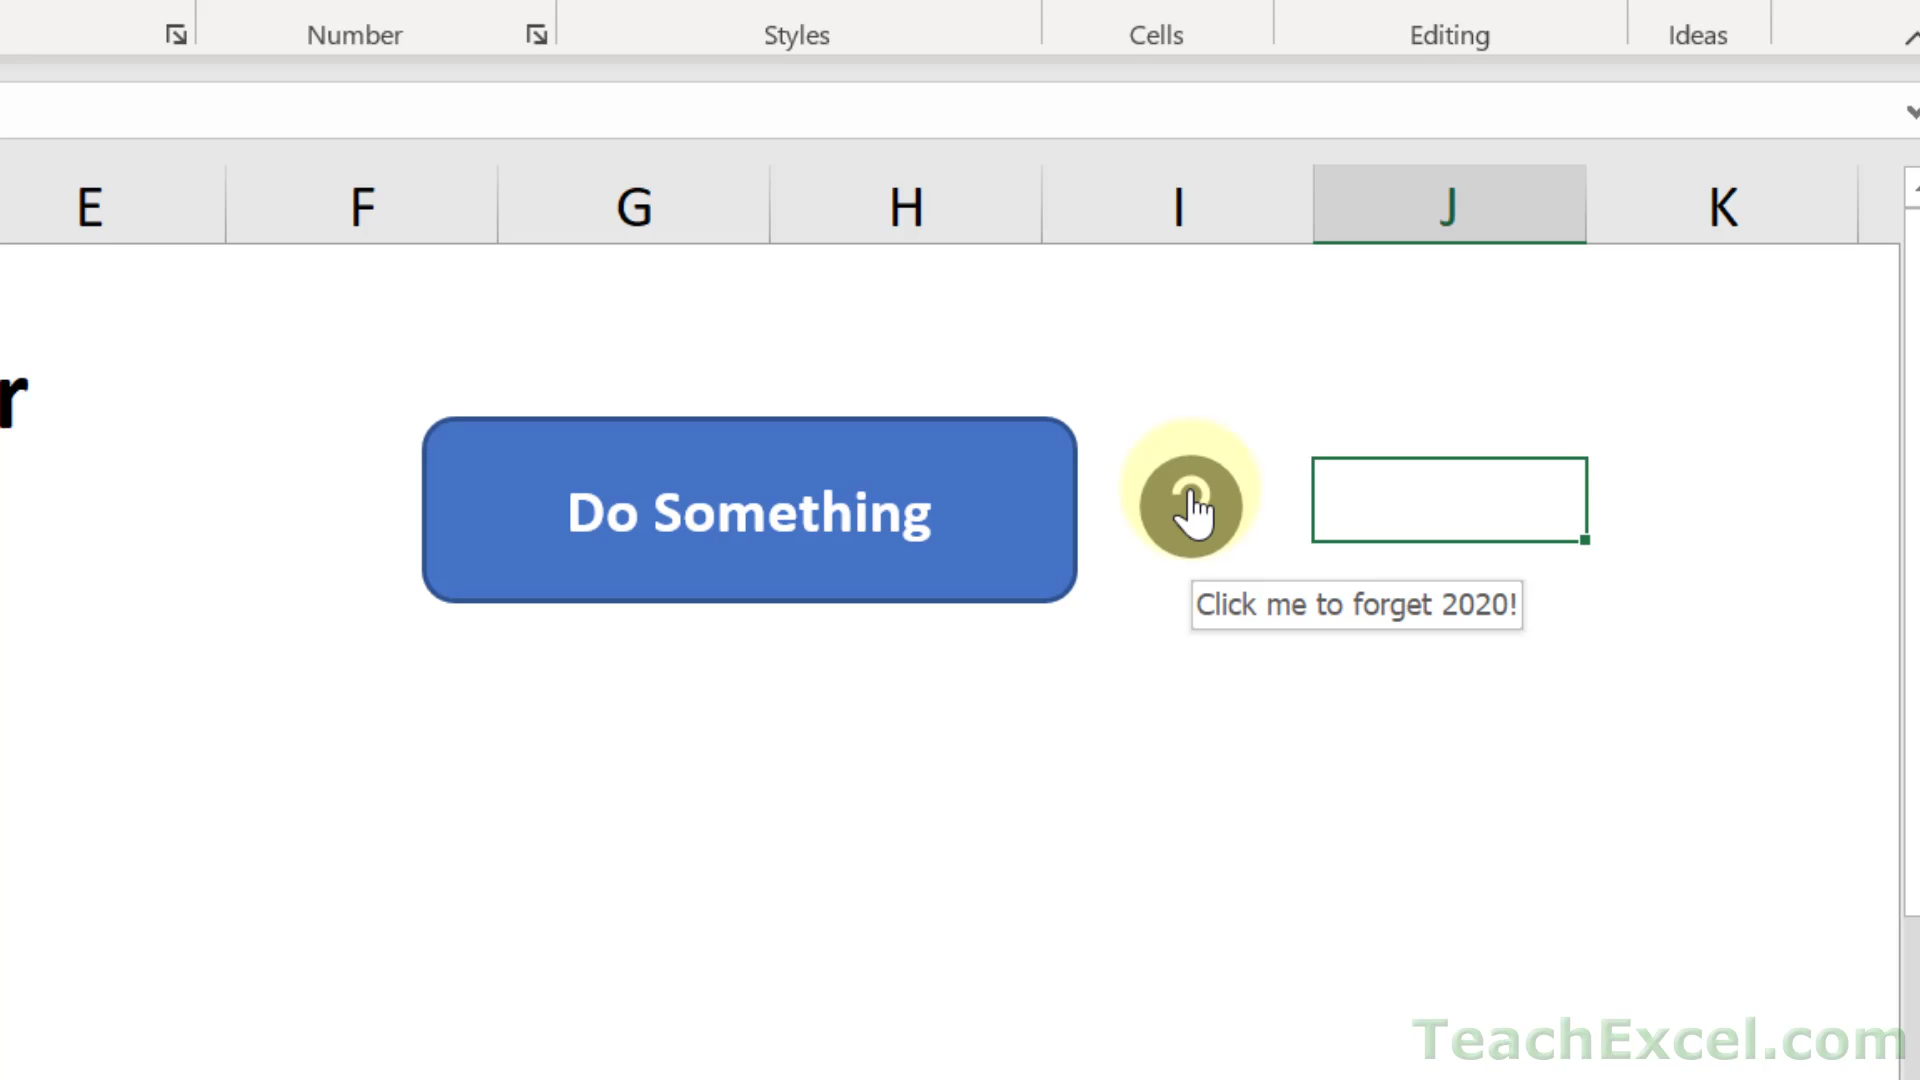 Number Styles Cells Editing Ideas
E F G H I J K
r
Do Something
?
Click me to forget 2020!
TeachExcel.com